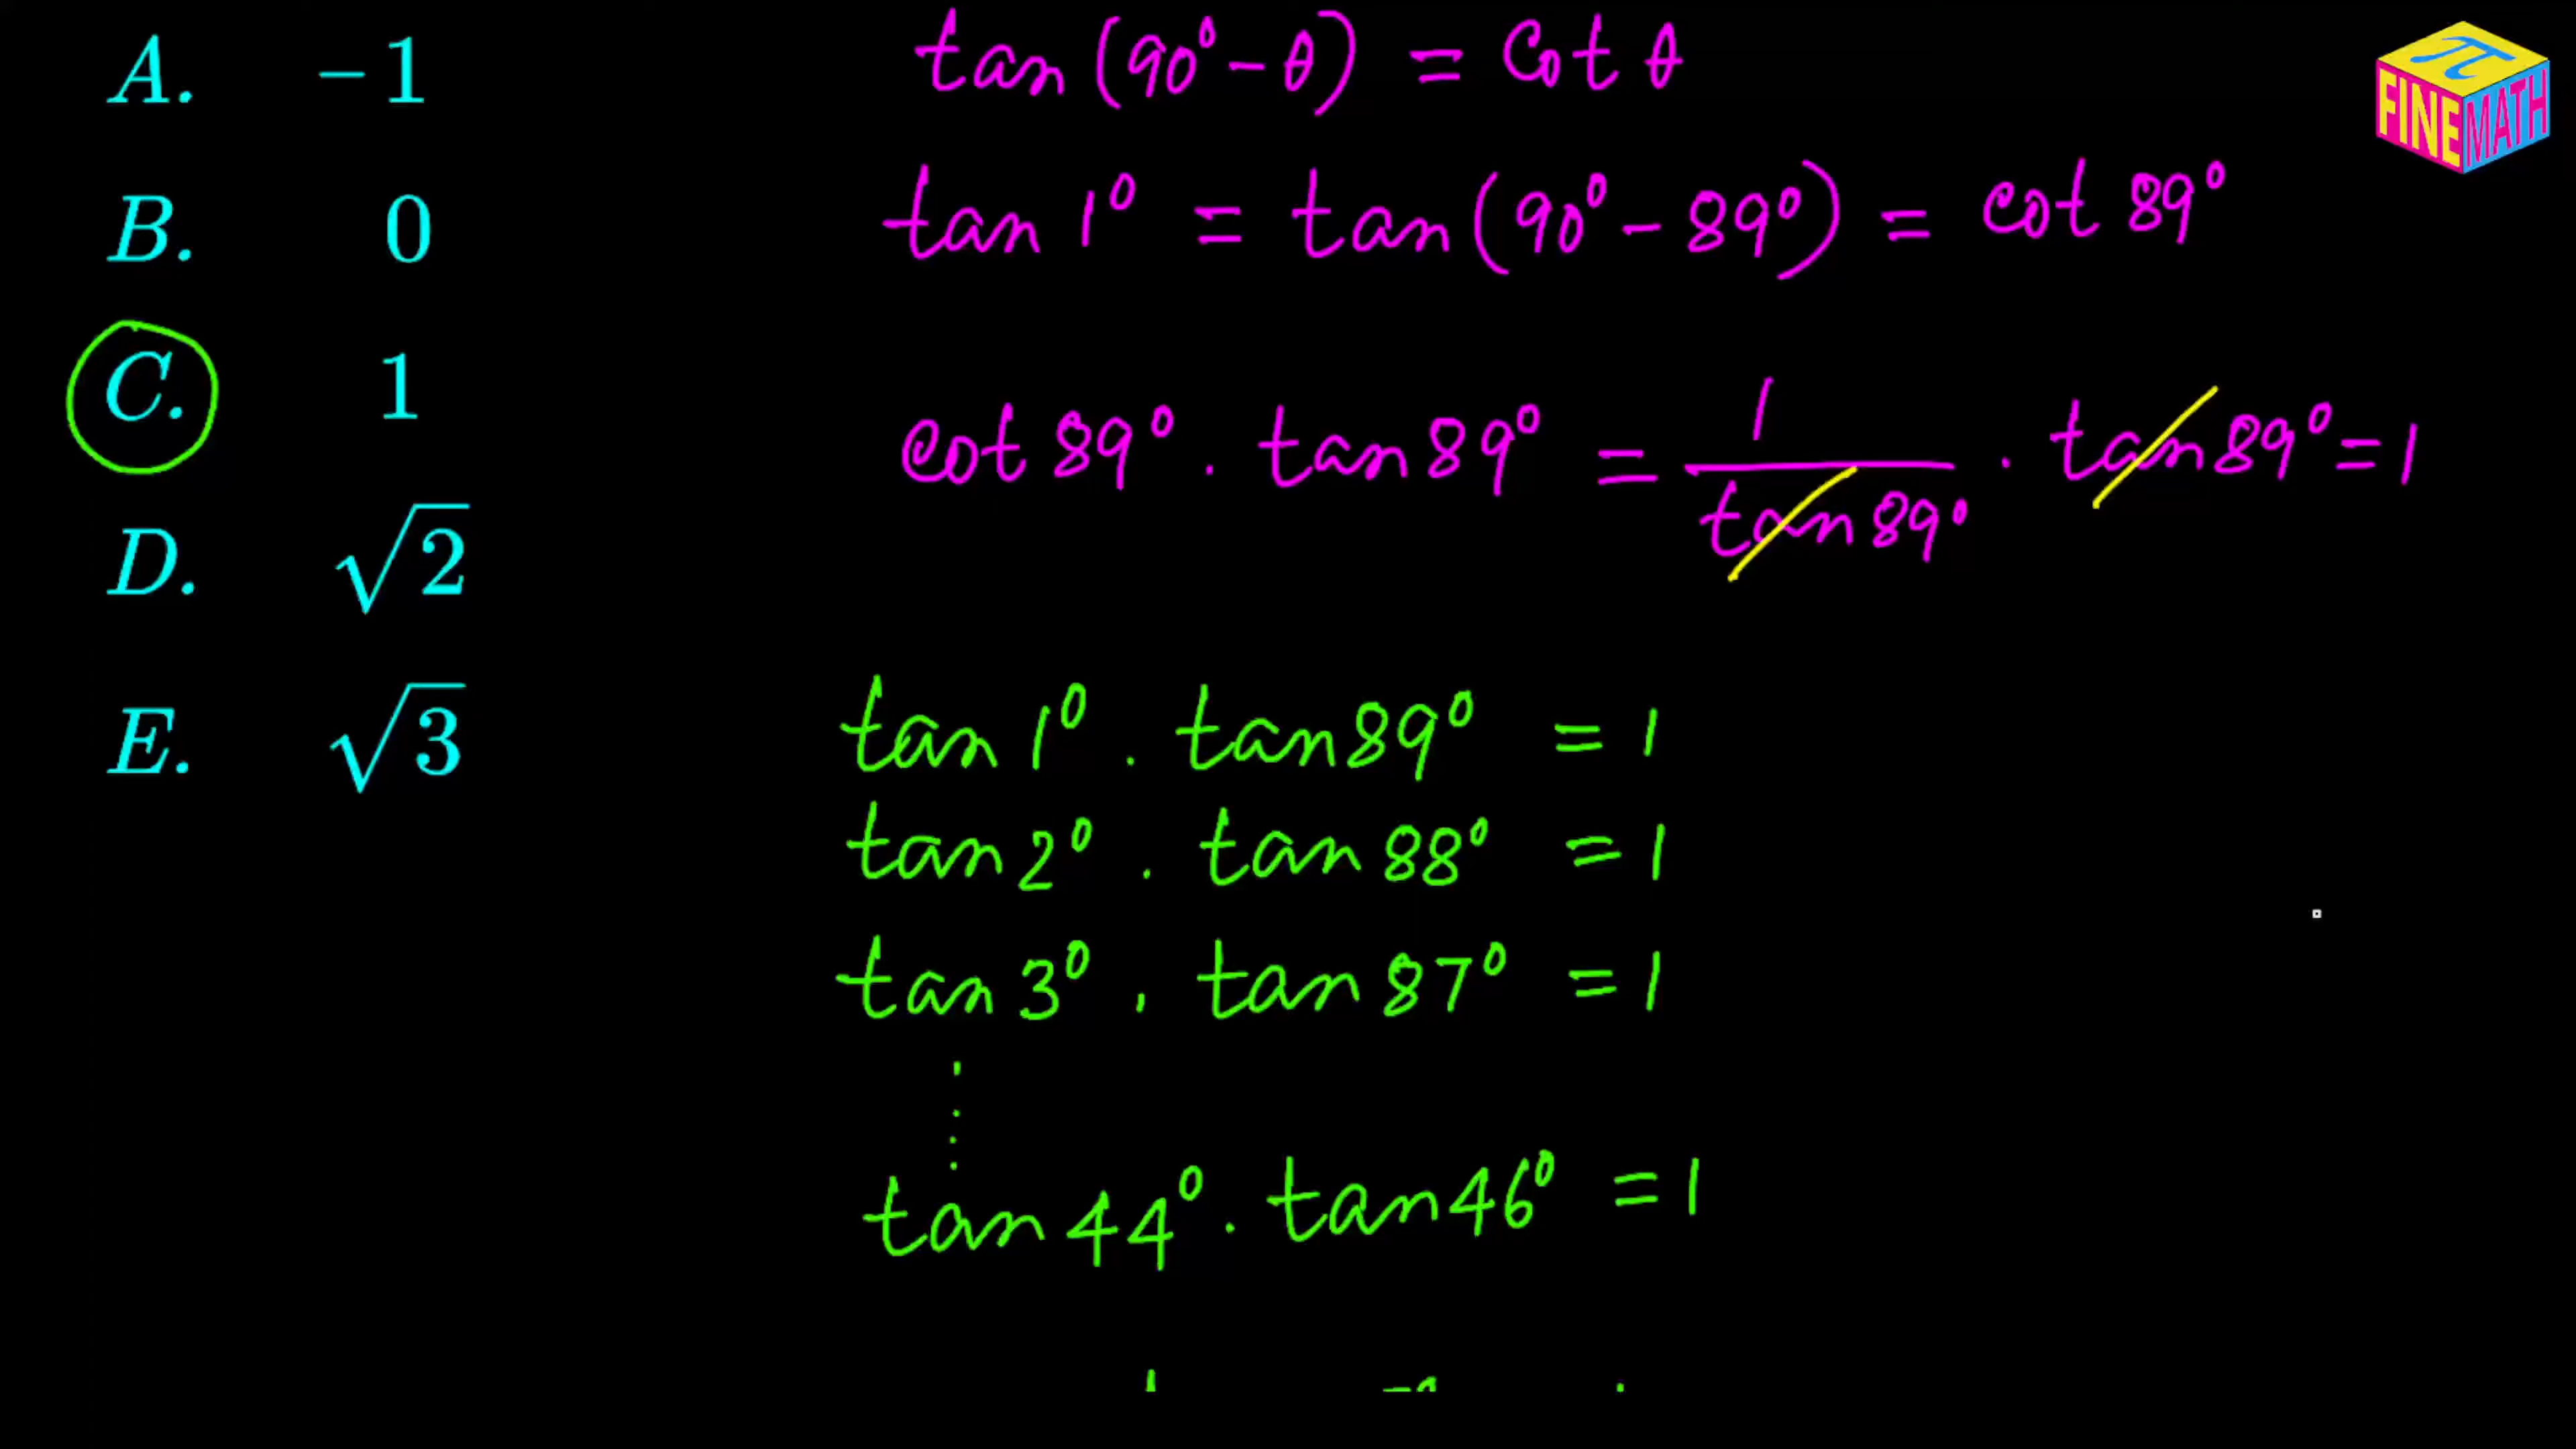 A. −1
B. 0
C. 1
D. √2
E. √3
tan (90° − θ) = Cot θ
tan 1° = tan (90° − 89°) = cot 89°
cot 89° . tan 89° = 1/tan 89° . tan 89° = 1
tan 1° . tan 89° = 1
tan 2° . tan 88° = 1
tan 3° . tan 87° = 1
tan 44° . tan 46° = 1
π
FINE MATH